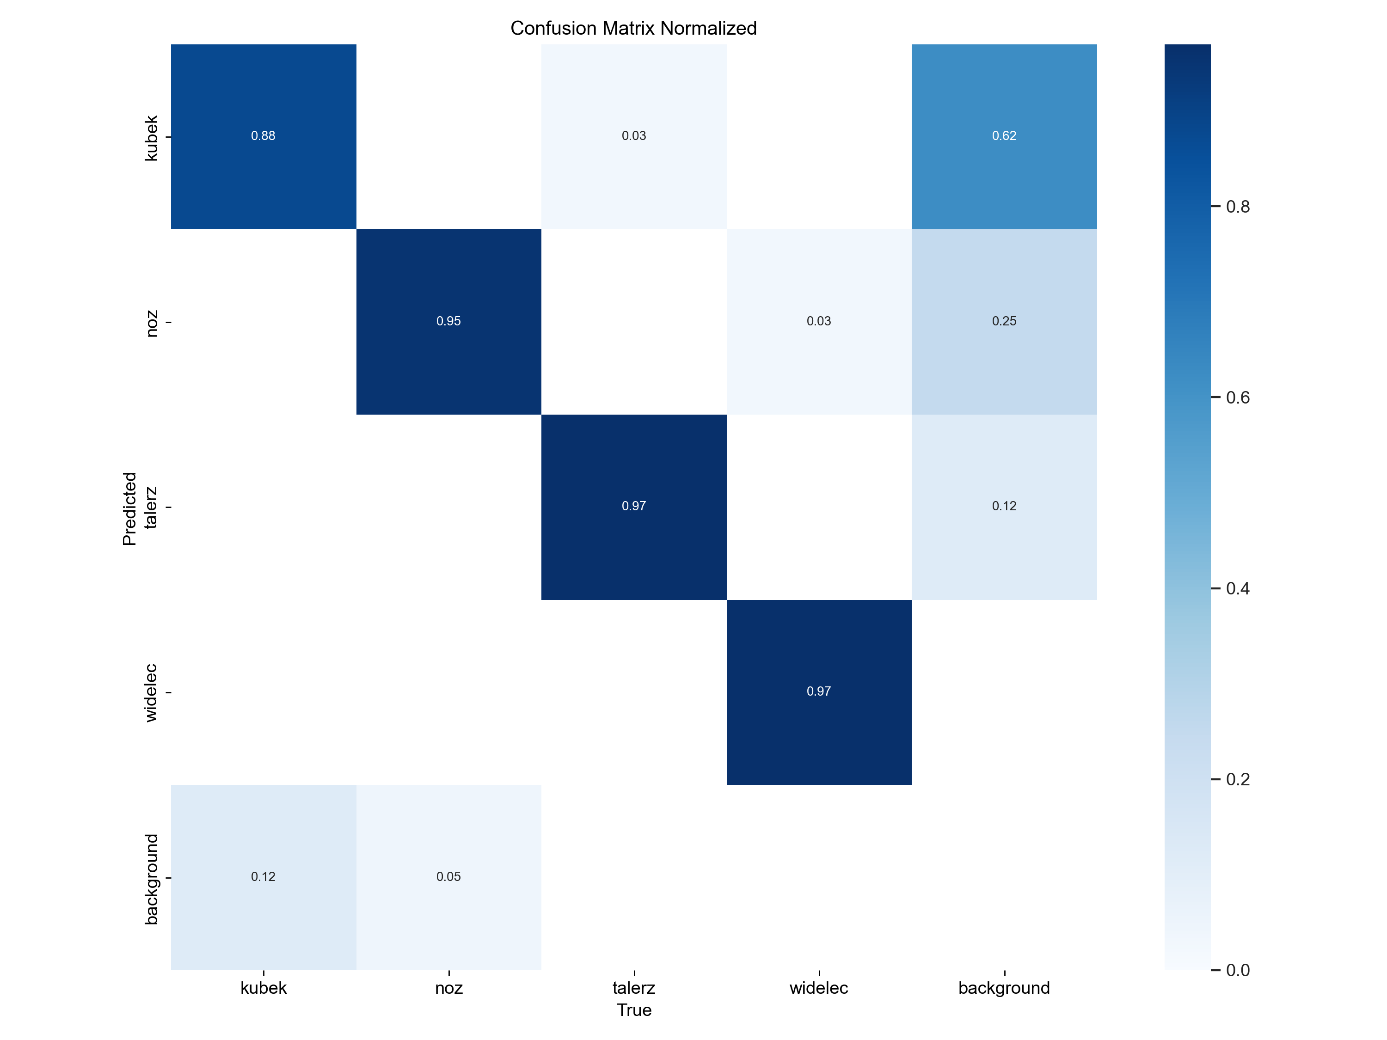 Confusion Matrix Normalized
kubek
0.88
0.03
0.62
0.8
noz
0.95
0.03
0.25
0.6
Predicted
talerz
0.97
0.12
0.4
widelec
0.97
0.2
background
0.12
0.05
0.0
kubek
noz
talerz
widelec
background
True